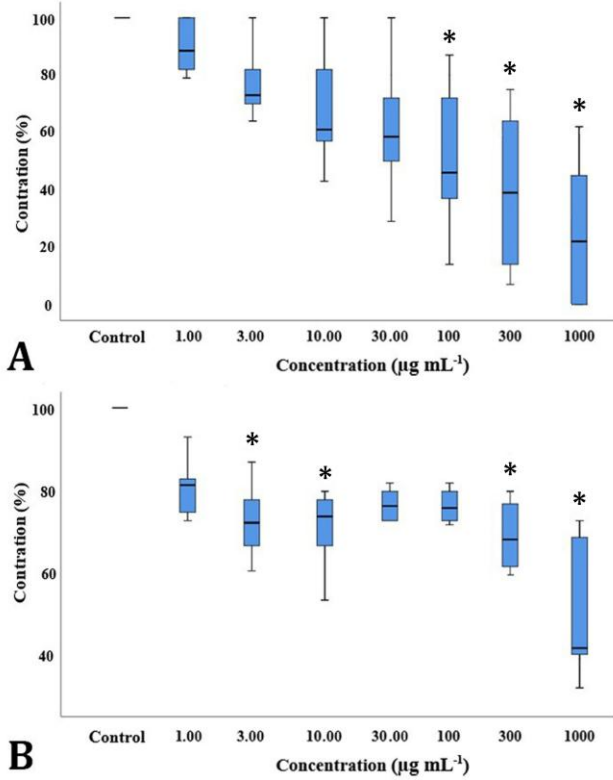 100
80
60
40
20
0
Contration (%)
* * *
Control 1.00 3.00 10.00 30.00 100 300 1000
Concentration (µg mL⁻¹)
A
100
80
60
40
Contration (%)
* * * *
Control 1.00 3.00 10.00 30.00 100 300 1000
Concentration (µg mL⁻¹)
B